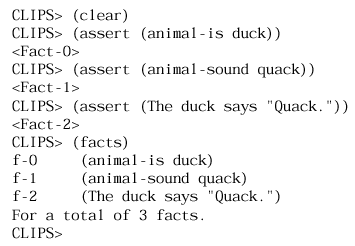 CLIPS> (clear)
CLIPS> (assert (animal-is duck))
<Fact-0>
CLIPS> (assert (animal-sound quack))
<Fact-1>
CLIPS> (assert (The duck says "Quack."))
<Fact-2>
CLIPS> (facts)
f-0 (animal-is duck)
f-1 (animal-sound quack)
f-2 (The duck says "Quack.")
For a total of 3 facts.
CLIPS>